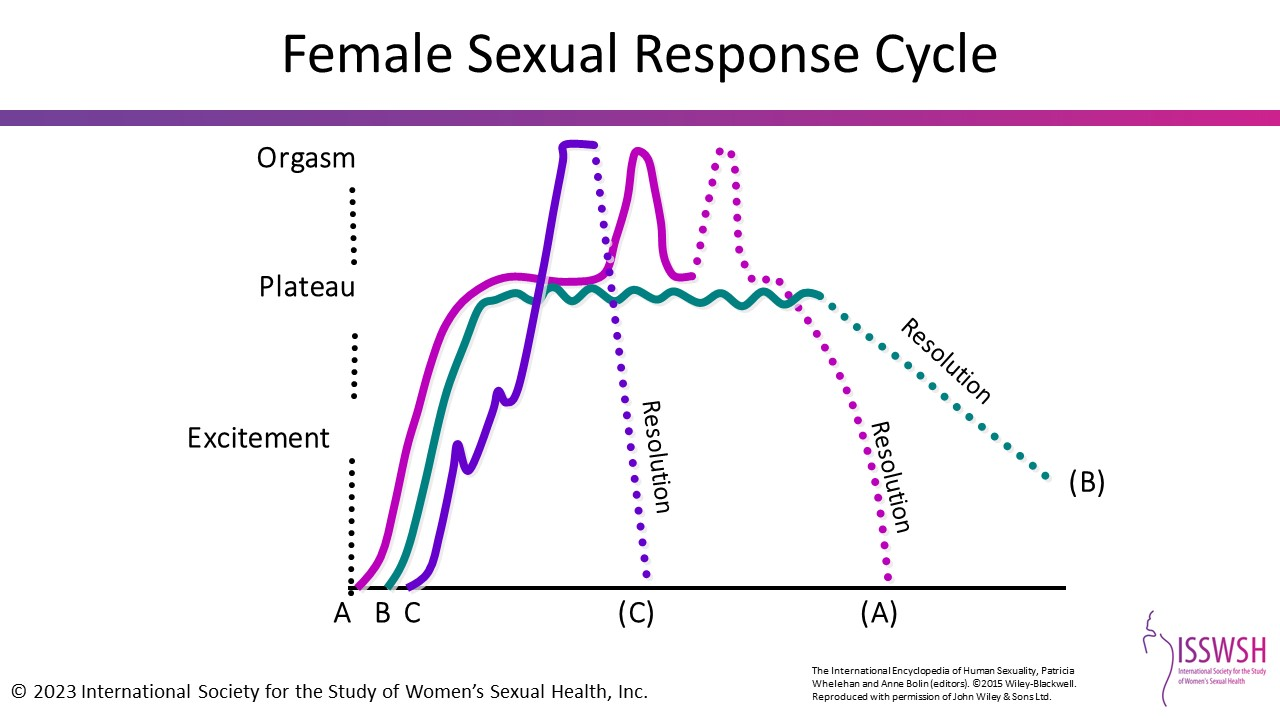 Female Sexual Response Cycle
Orgasm
Plateau
Excitement
Resolution
Resolution
Resolution
(B)
A B C (C) (A)
The International Encyclopedia of Human Sexuality, Patricia
Whelehan and Anne Bolin (editors). ©2015 Wiley-Blackwell.
Reproduced with permission of John Wiley & Sons Ltd.
© 2023 International Society for the Study of Women’s Sexual Health, Inc.
ISSWSH
International Society for the Study
of Women's Sexual Health